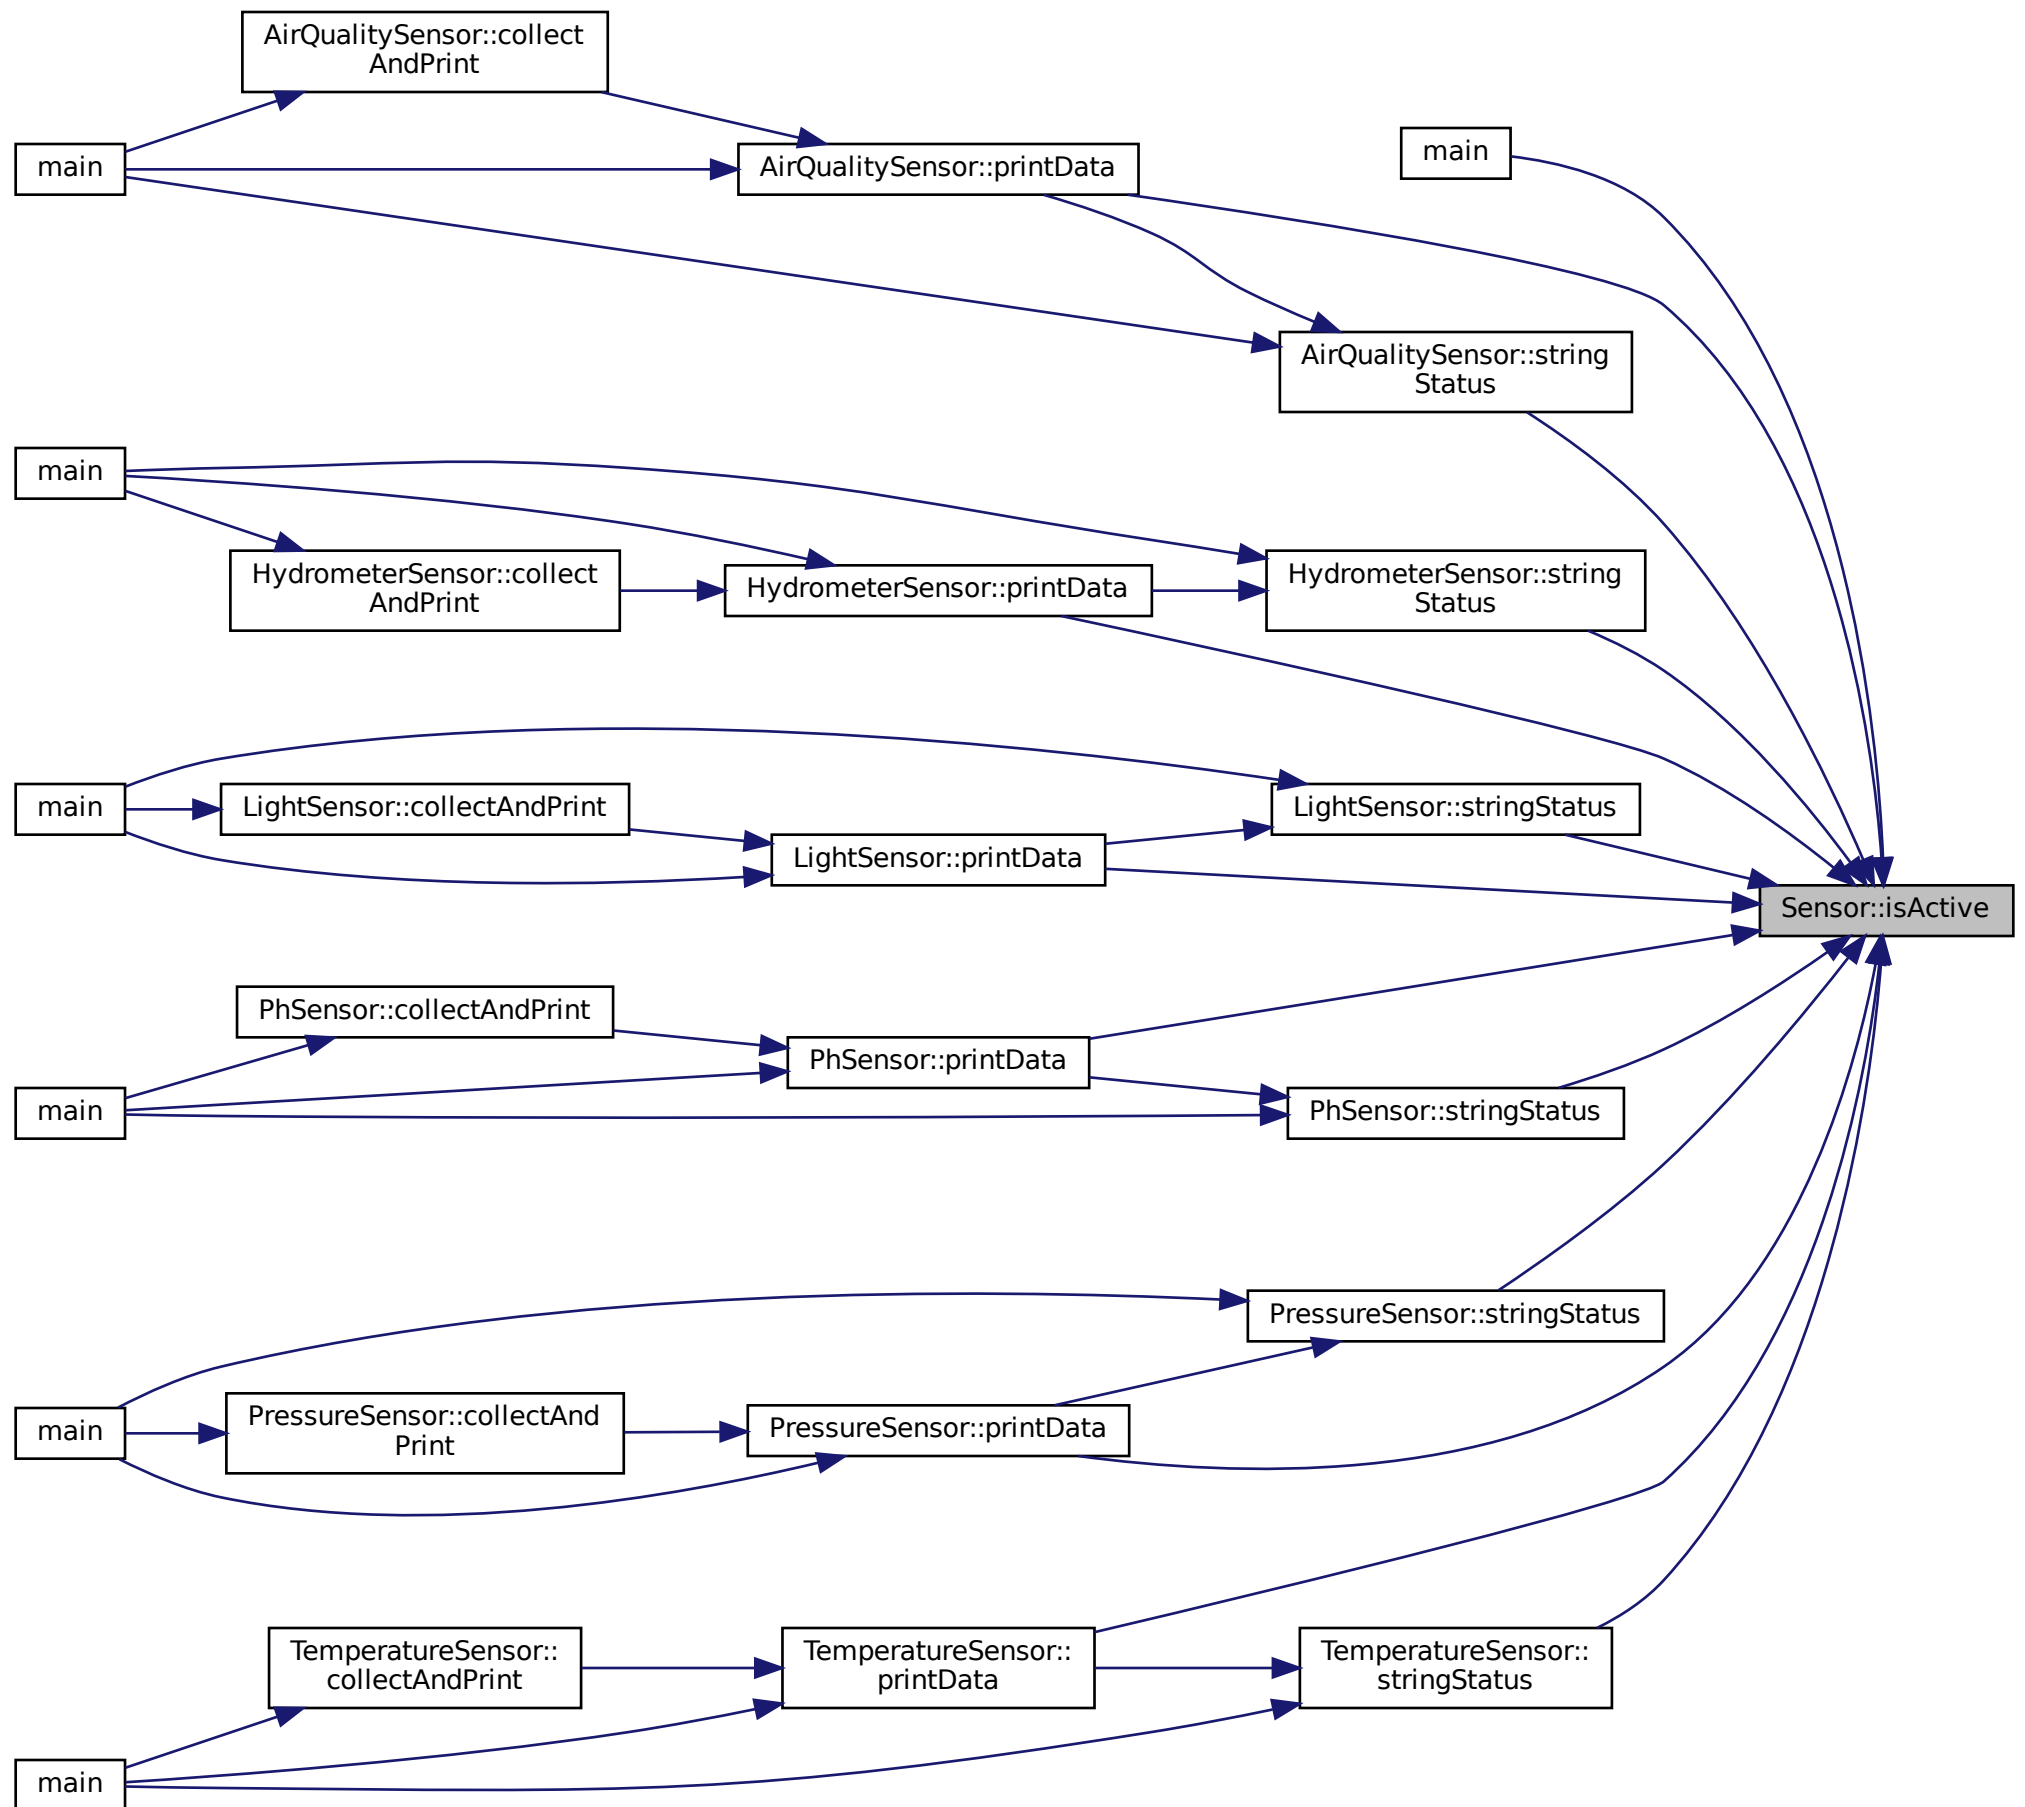 AirQualitySensor::collect
AndPrint
main
AirQualitySensor::printData
main
AirQualitySensor::string
Status
main
HydrometerSensor::collect
AndPrint
HydrometerSensor::printData
HydrometerSensor::string
Status
main
LightSensor::collectAndPrint
LightSensor::printData
LightSensor::stringStatus
Sensor::isActive
PhSensor::collectAndPrint
PhSensor::printData
main
PhSensor::stringStatus
PressureSensor::stringStatus
main
PressureSensor::collectAnd
Print
PressureSensor::printData
TemperatureSensor::
collectAndPrint
TemperatureSensor::
printData
TemperatureSensor::
stringStatus
main